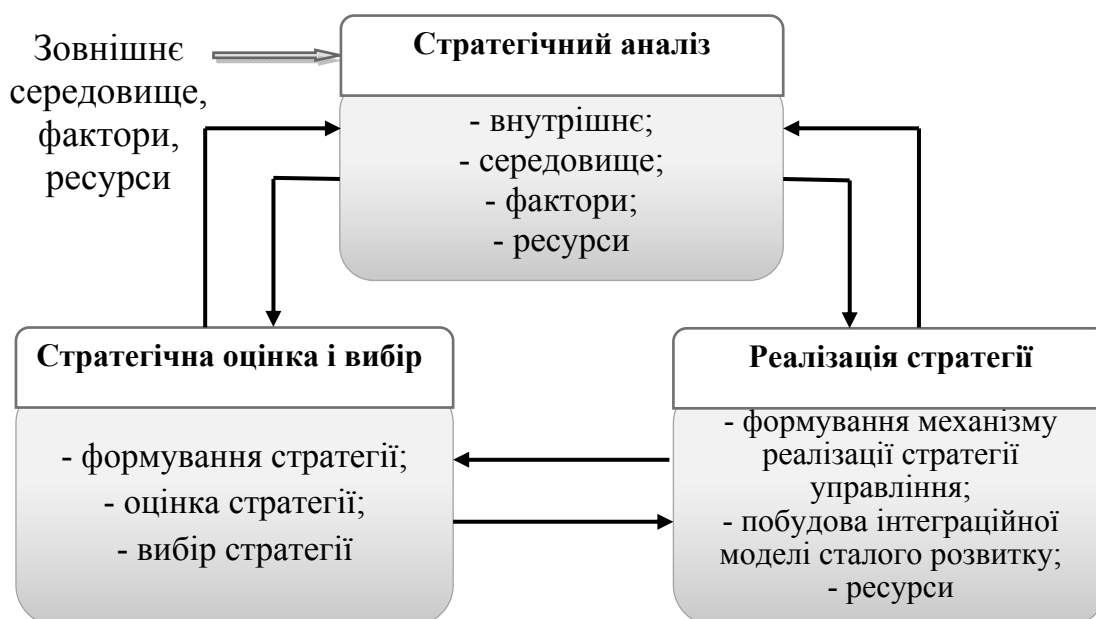 Зовнішнє
середовище,
фактори,
ресурси
Стратегічний аналіз
- внутрішнє;
- середовище;
- фактори;
- ресурси
Стратегічна оцінка і вибір
- формування стратегії;
- оцінка стратегії;
- вибір стратегії
Реалізація стратегії
- формування механізму
реалізації стратегії
управління;
- побудова інтеграційної
моделі сталого розвитку;
- ресурси